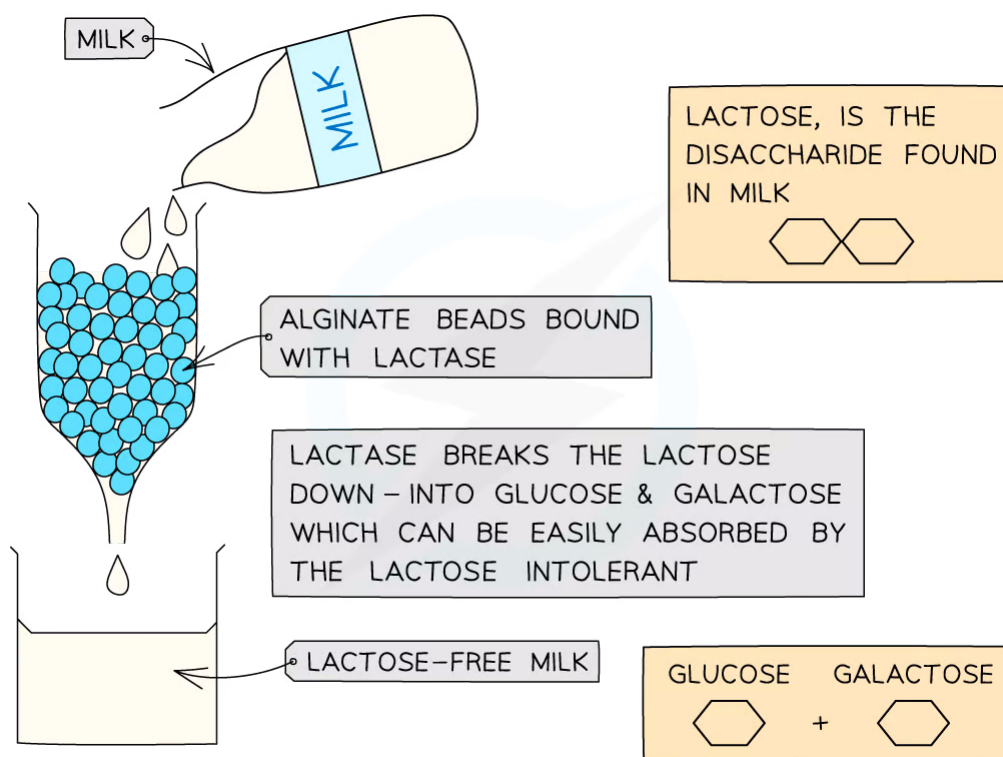 MILK
MILK
LACTOSE, IS THE
DISACCHARIDE FOUND
IN MILK
ALGINATE BEADS BOUND
WITH LACTASE
LACTASE BREAKS THE LACTOSE
DOWN – INTO GLUCOSE & GALACTOSE
WHICH CAN BE EASILY ABSORBED BY
THE LACTOSE INTOLERANT
LACTOSE–FREE MILK
GLUCOSE GALACTOSE
+